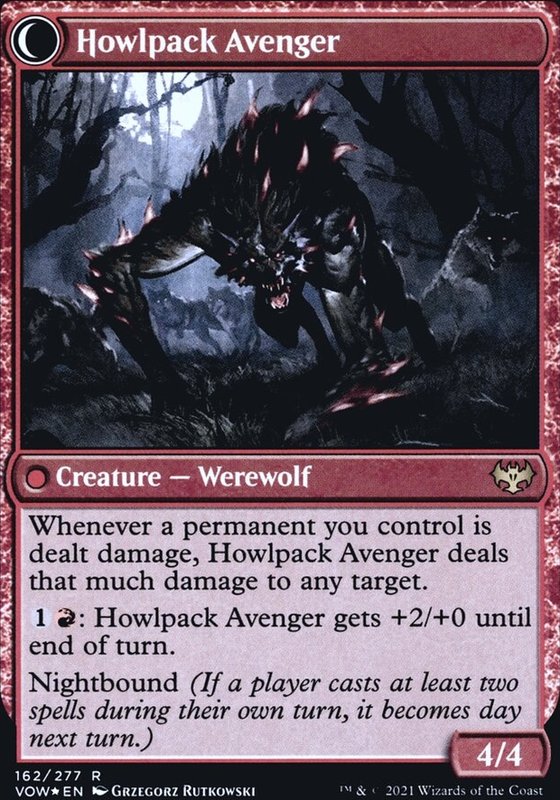 Howlpack Avenger
Creature — Werewolf
Whenever a permanent you control is
dealt damage, Howlpack Avenger deals
that much damage to any target.
1 : Howlpack Avenger gets +2/+0 until
end of turn.
Nightbound (If a player casts at least two
spells during their own turn, it becomes day
next turn.)
4/4
162/277 R
VOW★EN GRZEGORZ RUTKOWSKI
™ & © 2021 Wizards of the Coast